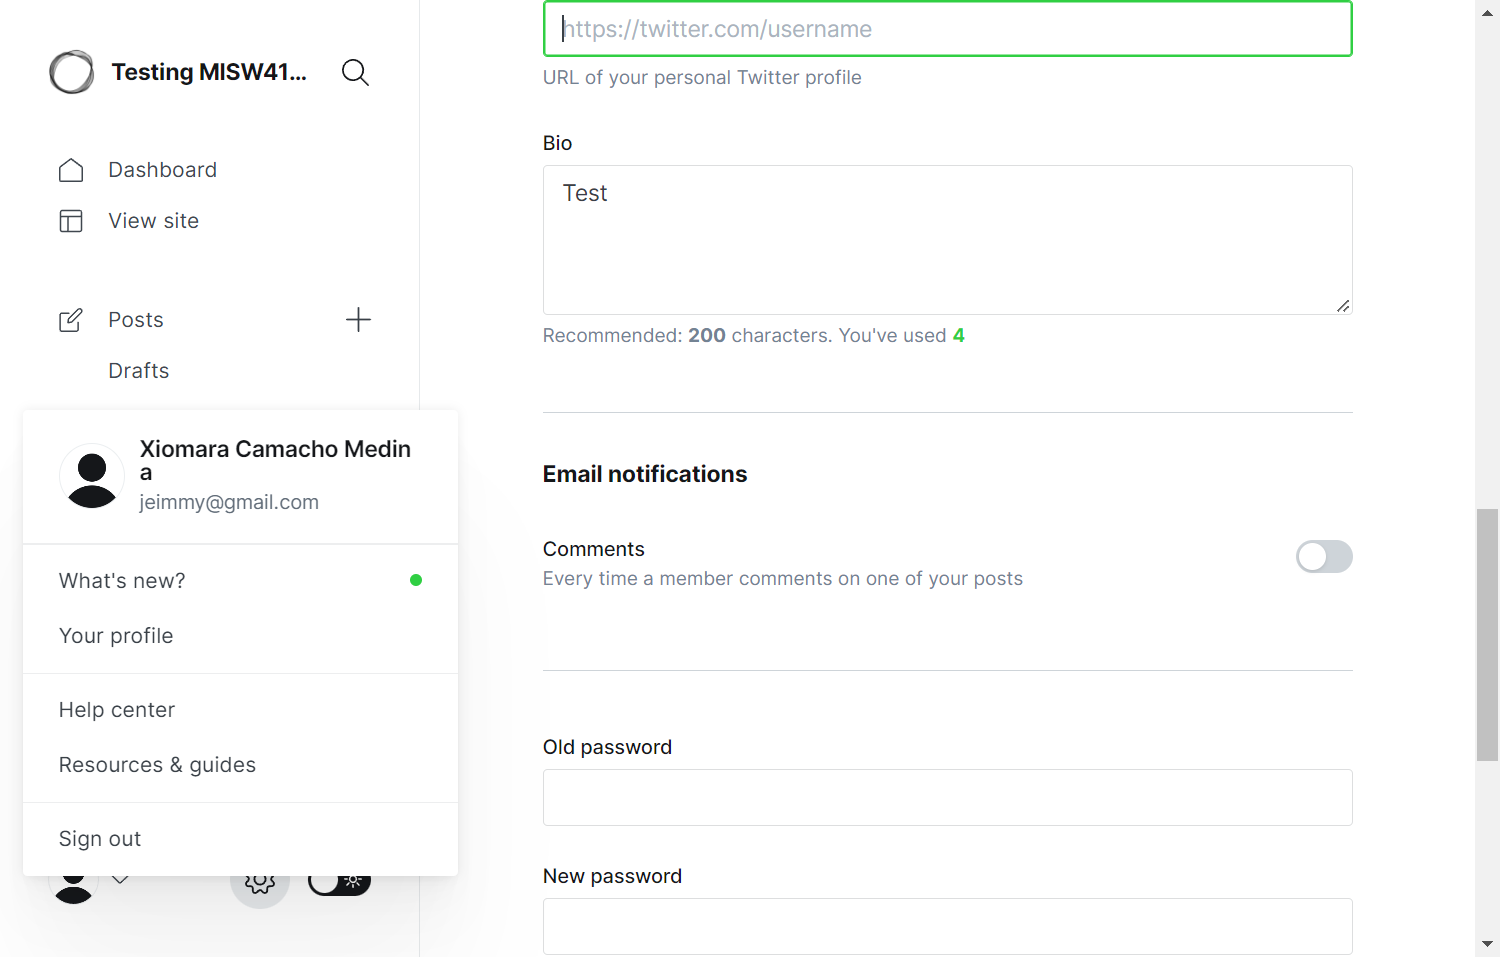 Testing MISW41...
Dashboard
View site
Posts
Drafts
Xiomara Camacho Medin
a
jeimmy@gmail.com
What's new?
Your profile
Help center
Resources & guides
Sign out
https://twitter.com/username
URL of your personal Twitter profile
Bio
Test
Recommended: 200 characters. You've used 4
Email notifications
Comments
Every time a member comments on one of your posts
Old password
New password